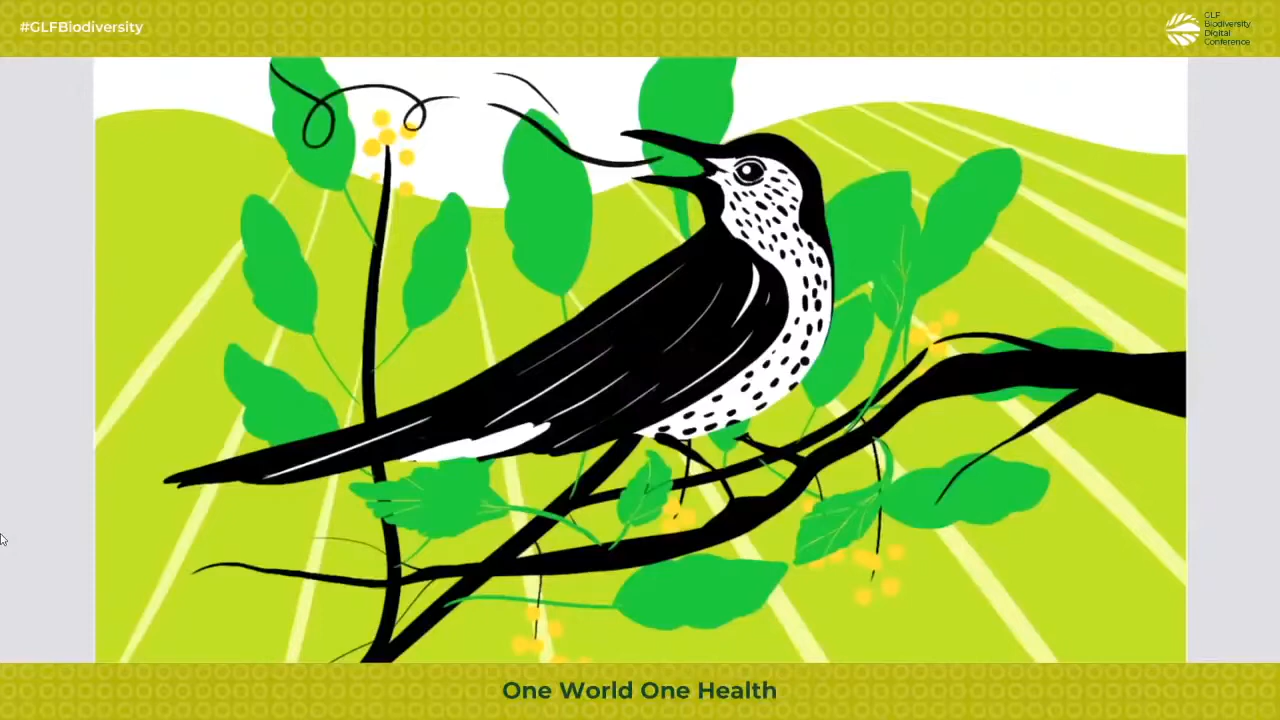 #GLFBiodiversity
GLF
Biodiversity
Digital
Conference
One World One Health